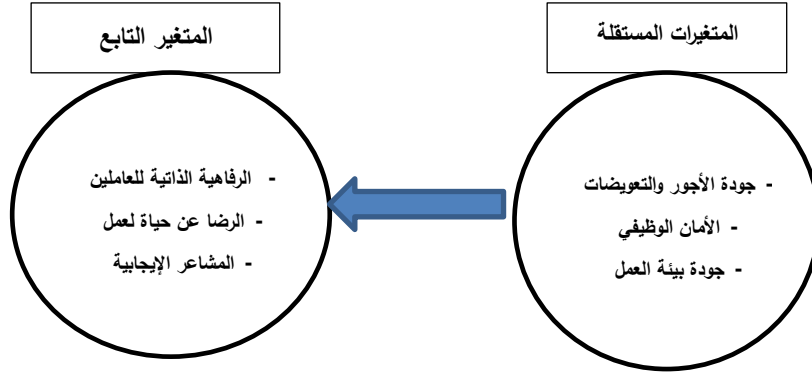 المتغيرات المستقلة
- جودة الأجور والتعويضات
- الأمان الوظيفي
- جودة بيئة العمل
المتغير التابع
- الرفاهية الذاتية للعاملين
- الرضا عن حياة لعمل
- المشاعر الإيجابية